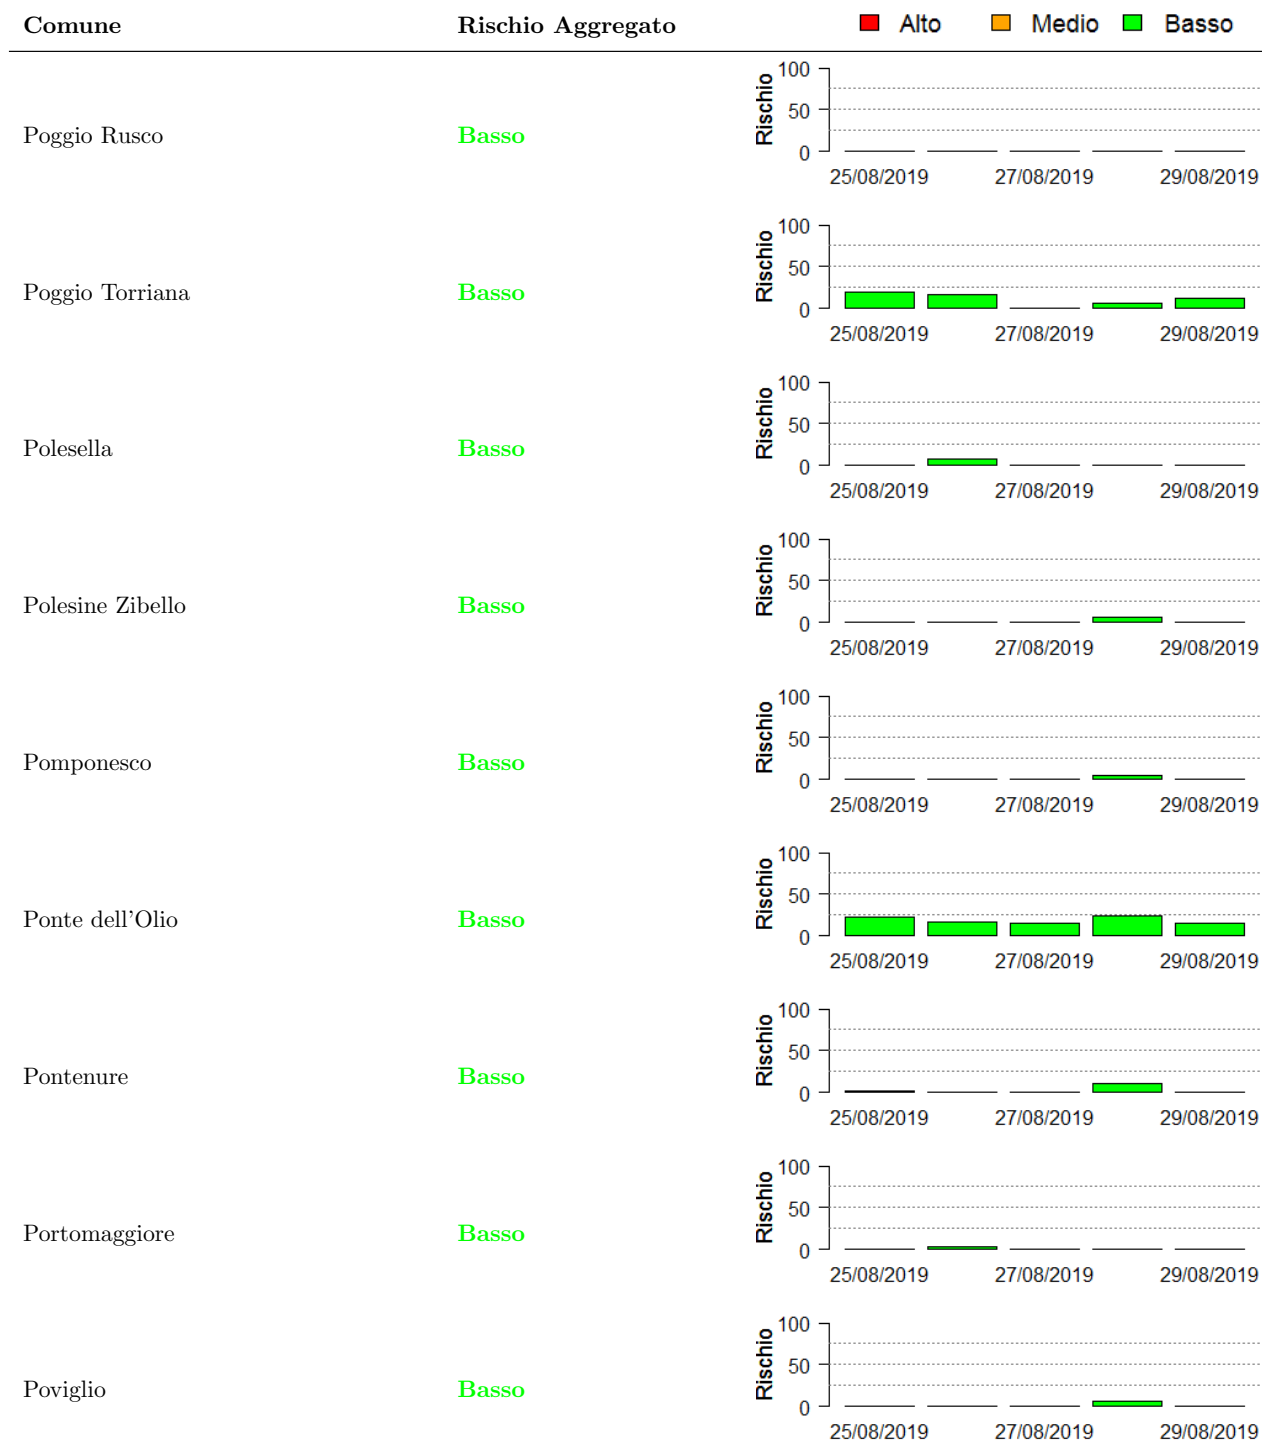 Comune Rischio Aggregato Alto Medio Basso
Poggio Rusco Basso Rischio 100 50 0
25/08/2019 27/08/2019 29/08/2019
Poggio Torriana Basso Rischio 100 50 0
25/08/2019 27/08/2019 29/08/2019
Polesella Basso Rischio 100 50 0
25/08/2019 27/08/2019 29/08/2019
Polesine Zibello Basso Rischio 100 50 0
25/08/2019 27/08/2019 29/08/2019
Pomponesco Basso Rischio 100 50 0
25/08/2019 27/08/2019 29/08/2019
Ponte dell'Olio Basso Rischio 100 50 0
25/08/2019 27/08/2019 29/08/2019
Pontenure Basso Rischio 100 50 0
25/08/2019 27/08/2019 29/08/2019
Portomaggiore Basso Rischio 100 50 0
25/08/2019 27/08/2019 29/08/2019
Poviglio Basso Rischio 100 50 0
25/08/2019 27/08/2019 29/08/2019